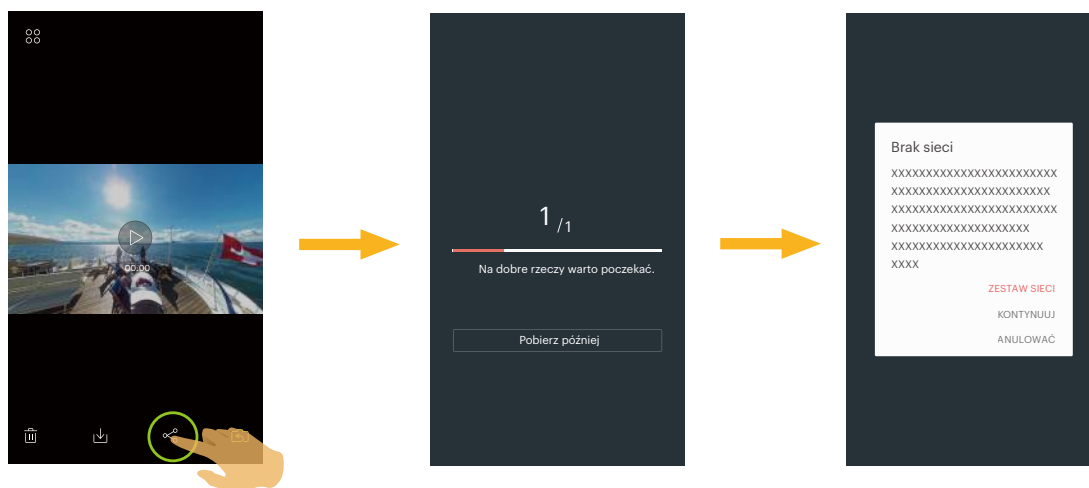 00:00
1 /1
Na dobre rzeczy warto poczekać.
Pobierz później
Brak sieci
XXXXXXXXXXXXXXXXXXXXXXXX
XXXXXXXXXXXXXXXXXXXXXXX
XXXXXXXXXXXXXXXXXXXXXXXX
XXXXXXXXXXXXXXXXXXXX
XXXXXXXXXXXXXXXXXXXXXX
XXXX
ZESTAW SIECI
KONTYNUUJ
ANULOWAĆ